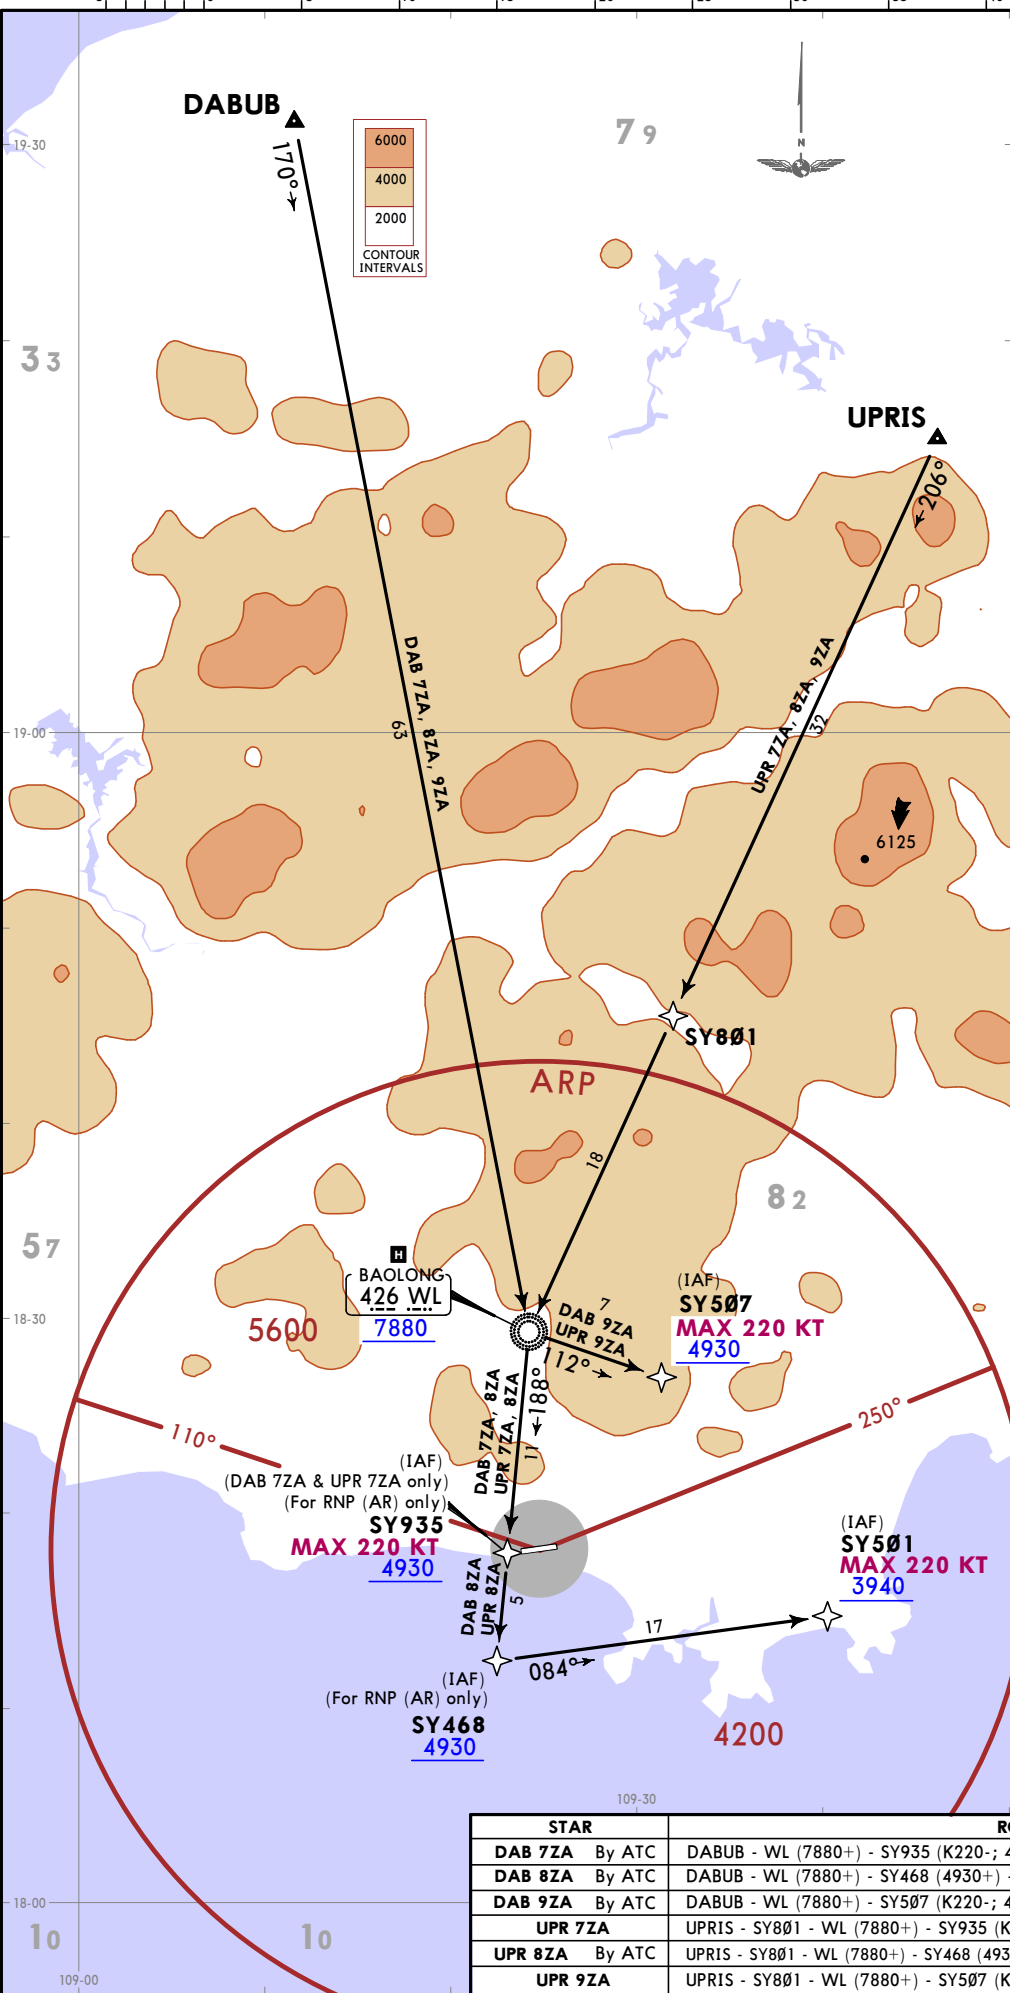 DABUB
79
19-30
170°
6000
4000
2000
CONTOUR
INTERVALS
N
33
UPRIS
206°
DAB 7ZA, 8ZA, 9ZA
63
UPR 7ZA, 8ZA, 9ZA
32
19-00
6125
SY8Ø1
ARP
18
82
57
H
BAOLONG
426 WL
7880
18-30
5600
7
DAB 9ZA
UPR 9ZA
112°
(IAF)
SY5Ø7
MAX 220 KT
4930
188°
DAB 7ZA, 8ZA
UPR 7ZA, 8ZA
11
110°
250°
(IAF)
(DAB 7ZA & UPR 7ZA only)
(For RNP (AR) only)
SY935
MAX 220 KT
4930
DAB 8ZA
UPR 8ZA
5
(IAF)
SY5Ø1
MAX 220 KT
3940
17
084°
(IAF)
(For RNP (AR) only)
SY468
4930
4200
109-30
18-00
10
10
109-00
STAR
DAB 7ZA By ATC DABUB - WL (7880+) - SY935 (K220-;
DAB 8ZA By ATC DABUB - WL (7880+) - SY468 (4930+) -
DAB 9ZA By ATC DABUB - WL (7880+) - SY5Ø7 (K220-;
UPR 7ZA UPRIS - SY8Ø1 - WL (7880+) - SY935
UPR 8ZA By ATC UPRIS - SY8Ø1 - WL (7880+) - SY468
UPR 9ZA UPRIS - SY8Ø1 - WL (7880+) - SY5Ø7